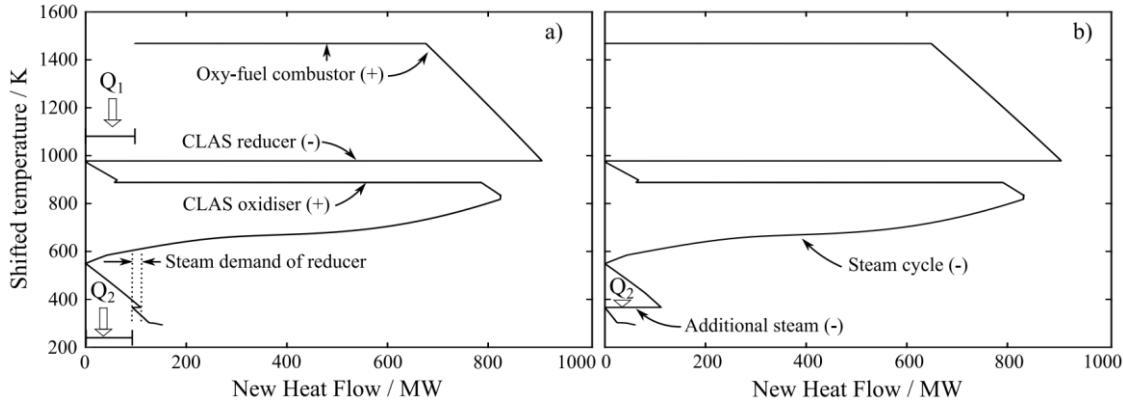 a)
b)
1600
1400
1200
1000
800
600
400
200
Shifted temperature / K
Oxy-fuel combustor (+)
Q1
CLAS reducer (-)
CLAS oxidiser (+)
Steam demand of reducer
Q2
Steam cycle (-)
Q2
Additional steam (-)
0 200 400 600 800 1000
200 400 600 800 1000
New Heat Flow / MW
New Heat Flow / MW